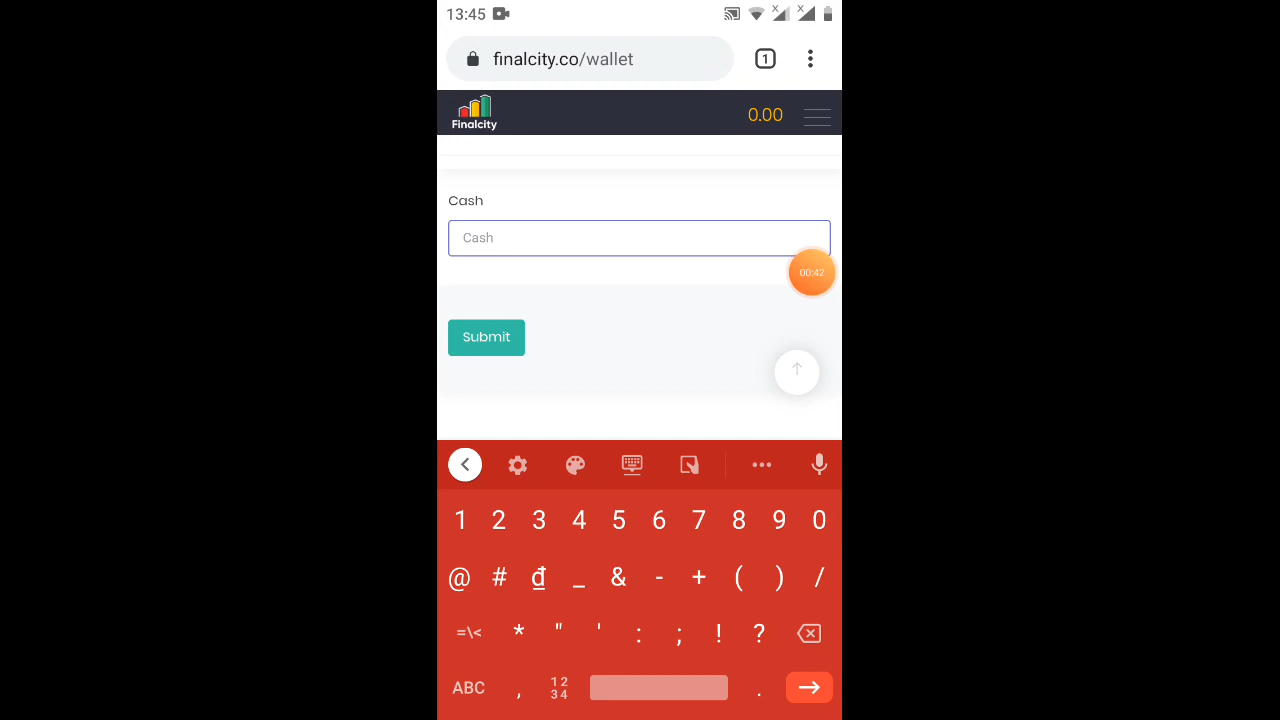 13:45
finalcity.co/wallet
1
Finalcity
0.00
Cash
Cash
00:42
Submit
1 2 3 4 5 6 7 8 9 0
@ # ₫ _ & - + ( ) /
=\< * " ' : ; ! ?
ABC , 12 34 .